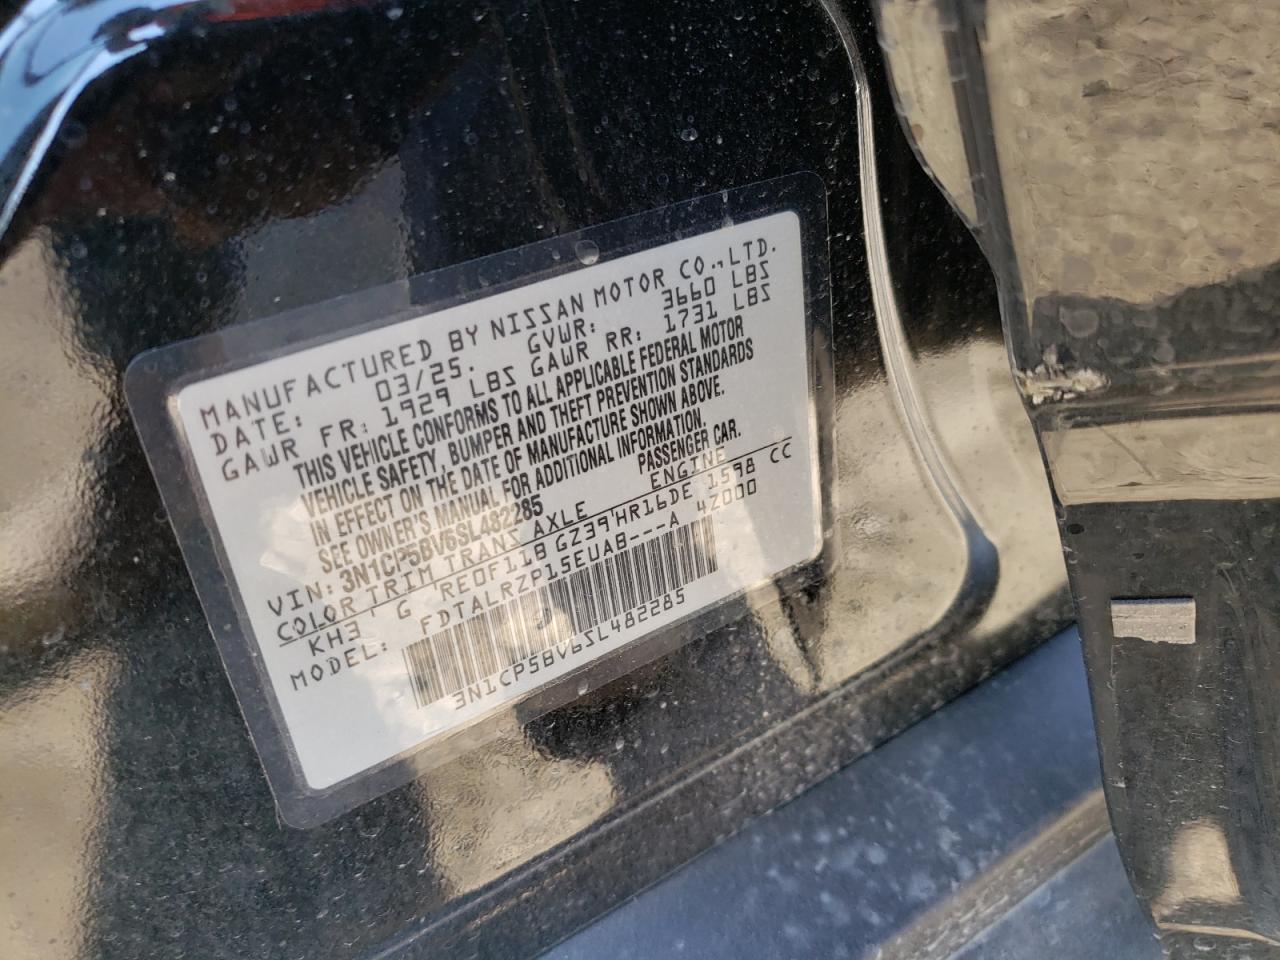 MANUFACTURED BY NISSAN MOTOR CO.,LTD.
DATE: 03/25. GVWR: 3660 LBS
GAWR FR: 1929 LBS GAWR RR: 1731 LBS
THIS VEHICLE CONFORMS TO ALL APPLICABLE FEDERAL MOTOR
VEHICLE SAFETY, BUMPER AND THEFT PREVENTION STANDARDS
IN EFFECT ON THE DATE OF MANUFACTURE SHOWN ABOVE.
SEE OWNER'S MANUAL FOR ADDITIONAL INFORMATION.
VIN: 3N1CP5BV6SL482285 PASSENGER CAR.
COLOR TRIM TRANS AXLE ENGINE
KH3 G RE0F11B GZ39 HR16DE 1598 CC
MODEL: FDTALRZP15EUAB---A 4Z000
3N1CP5BV6SL482285